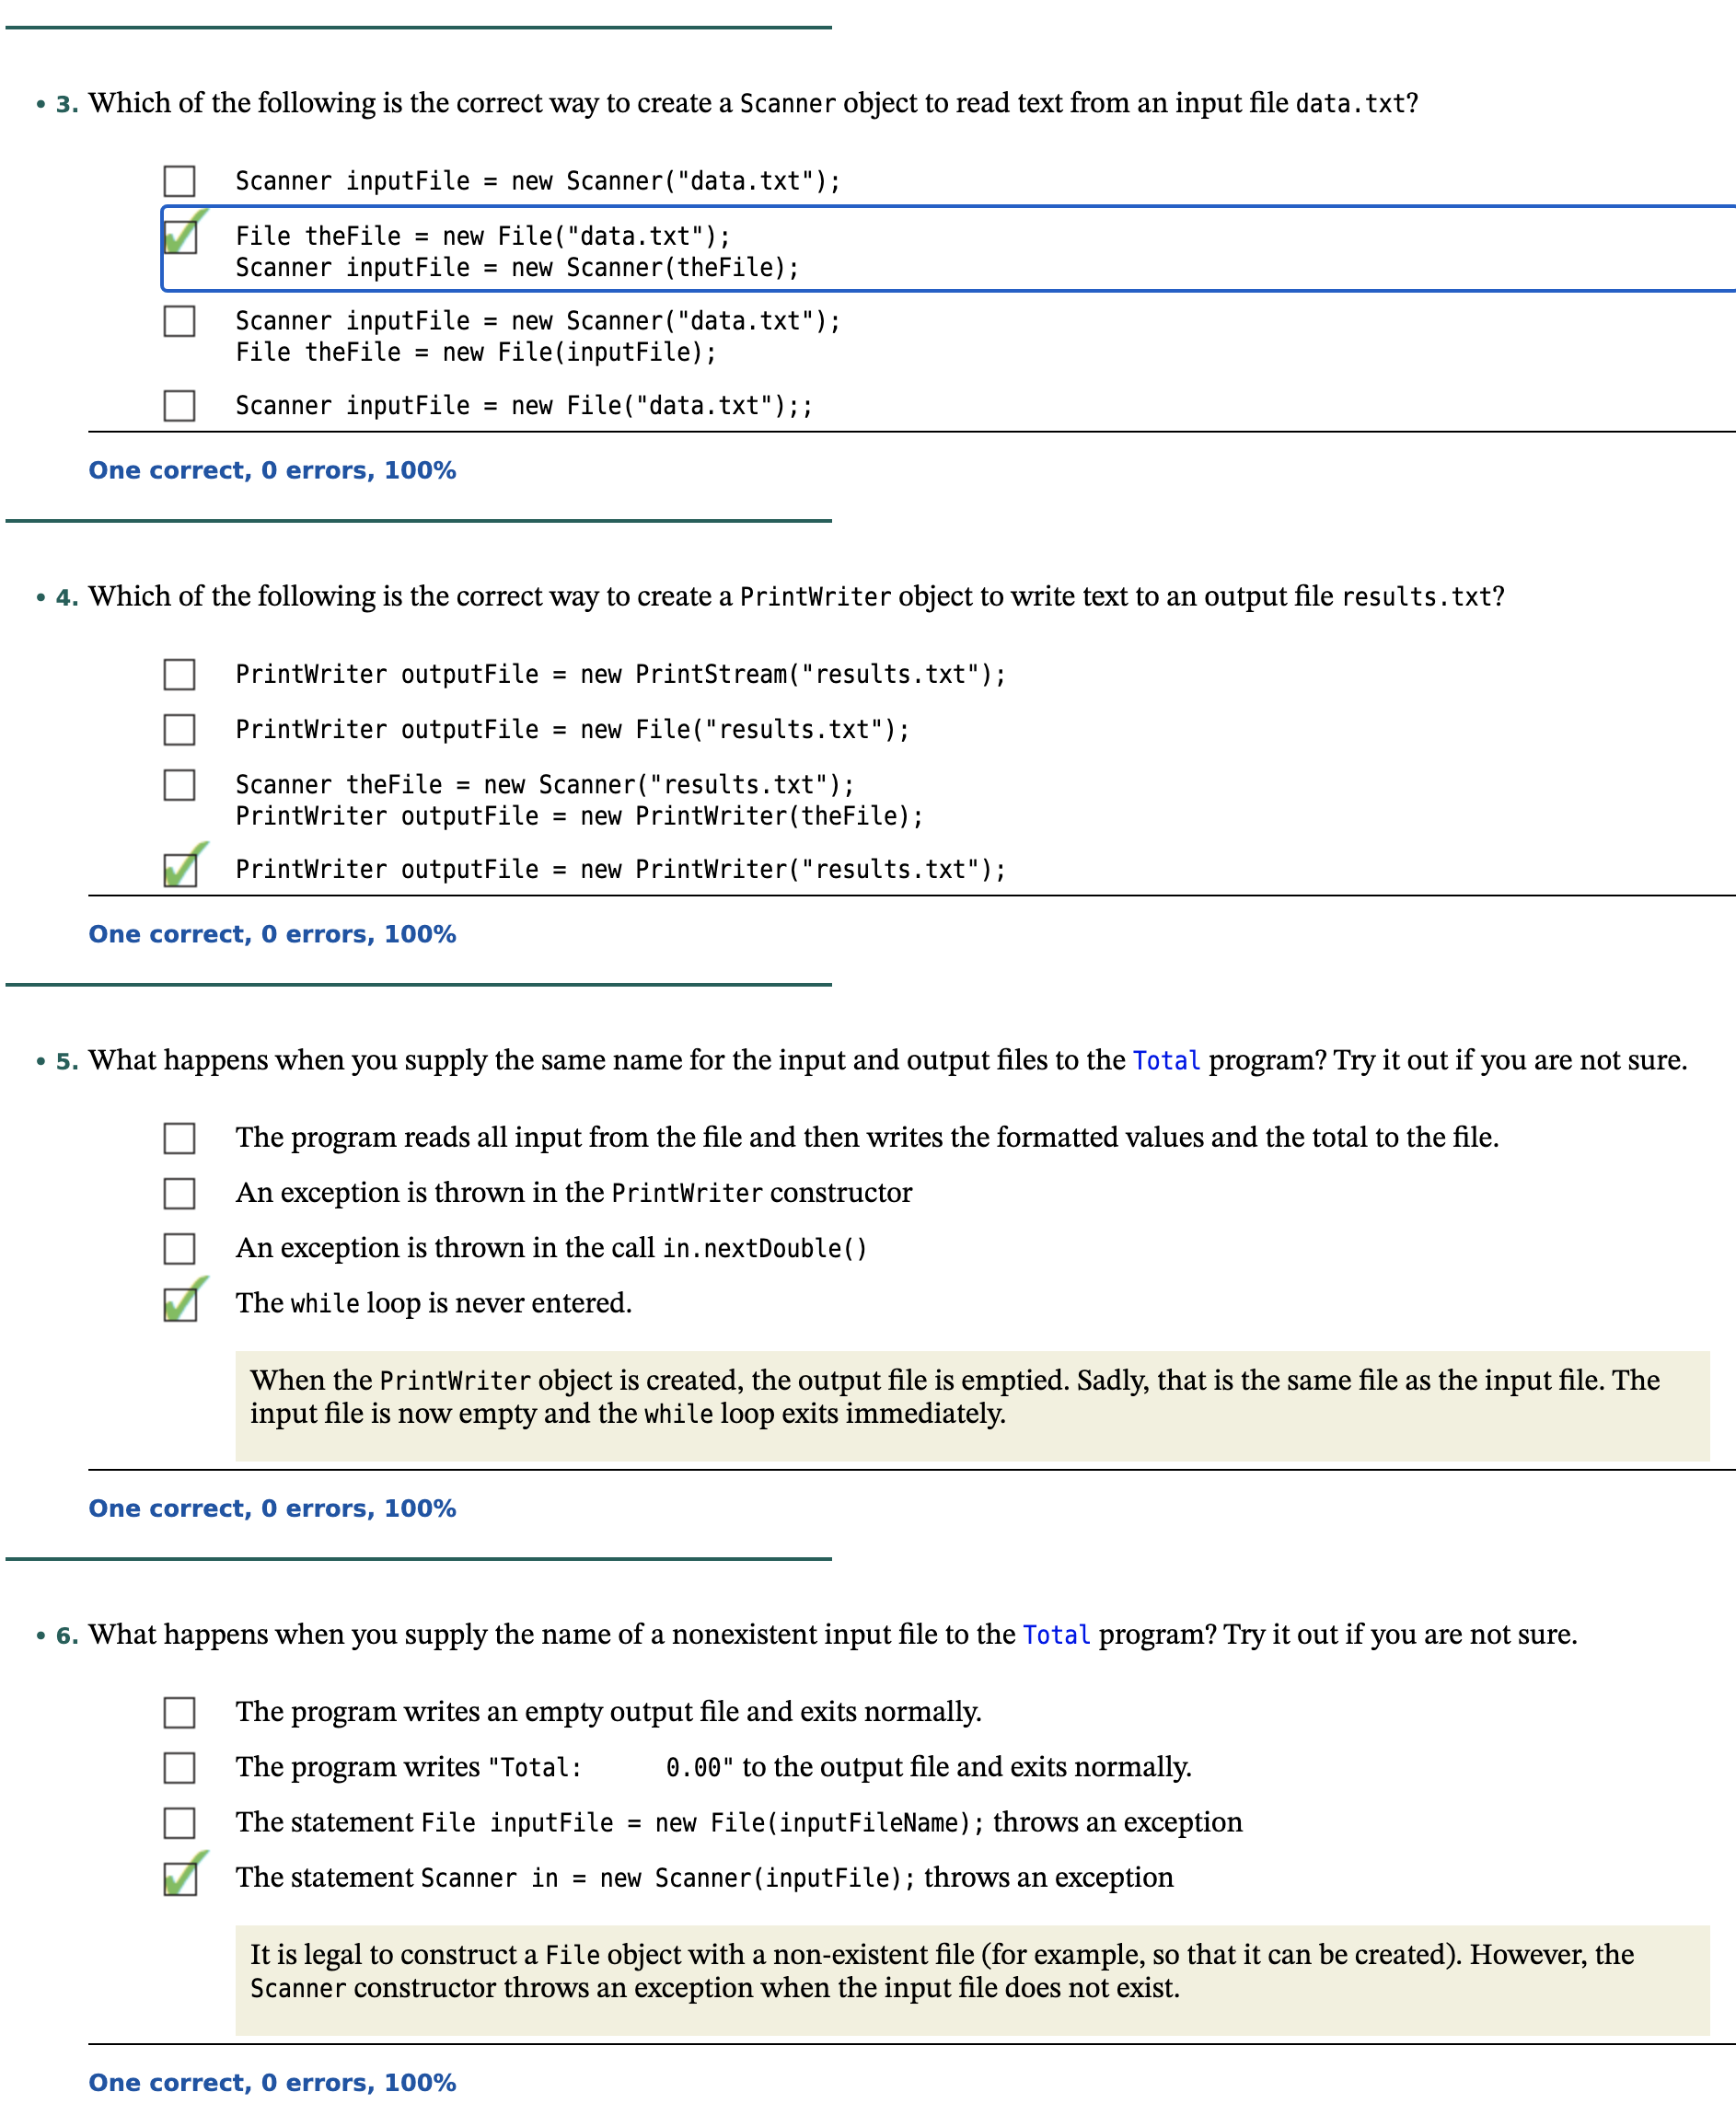 • 3. Which of the following is the correct way to create a Scanner object to read text from an input file data.txt?
Scanner inputFile = new Scanner("data.txt");
File theFile = new File("data.txt");
Scanner inputFile = new Scanner(theFile);
Scanner inputFile = new Scanner("data.txt");
File theFile = new File(inputFile);
Scanner inputFile = new File("data.txt");;
One correct, 0 errors, 100%
• 4. Which of the following is the correct way to create a PrintWriter object to write text to an output file results.txt?
PrintWriter outputFile = new PrintStream("results.txt");
PrintWriter outputFile = new File("results.txt");
Scanner theFile = new Scanner("results.txt");
PrintWriter outputFile = new PrintWriter(theFile);
PrintWriter outputFile = new PrintWriter("results.txt");
One correct, 0 errors, 100%
• 5. What happens when you supply the same name for the input and output files to the Total program? Try it out if you are not sure.
The program reads all input from the file and then writes the formatted values and the total to the file.
An exception is thrown in the PrintWriter constructor
An exception is thrown in the call in.nextDouble()
The while loop is never entered.
When the PrintWriter object is created, the output file is emptied. Sadly, that is the same file as the input file. The
input file is now empty and the while loop exits immediately.
One correct, 0 errors, 100%
• 6. What happens when you supply the name of a nonexistent input file to the Total program? Try it out if you are not sure.
The program writes an empty output file and exits normally.
The program writes "Total:      0.00" to the output file and exits normally.
The statement File inputFile = new File(inputFileName); throws an exception
The statement Scanner in = new Scanner(inputFile); throws an exception
It is legal to construct a File object with a non-existent file (for example, so that it can be created). However, the
Scanner constructor throws an exception when the input file does not exist.
One correct, 0 errors, 100%